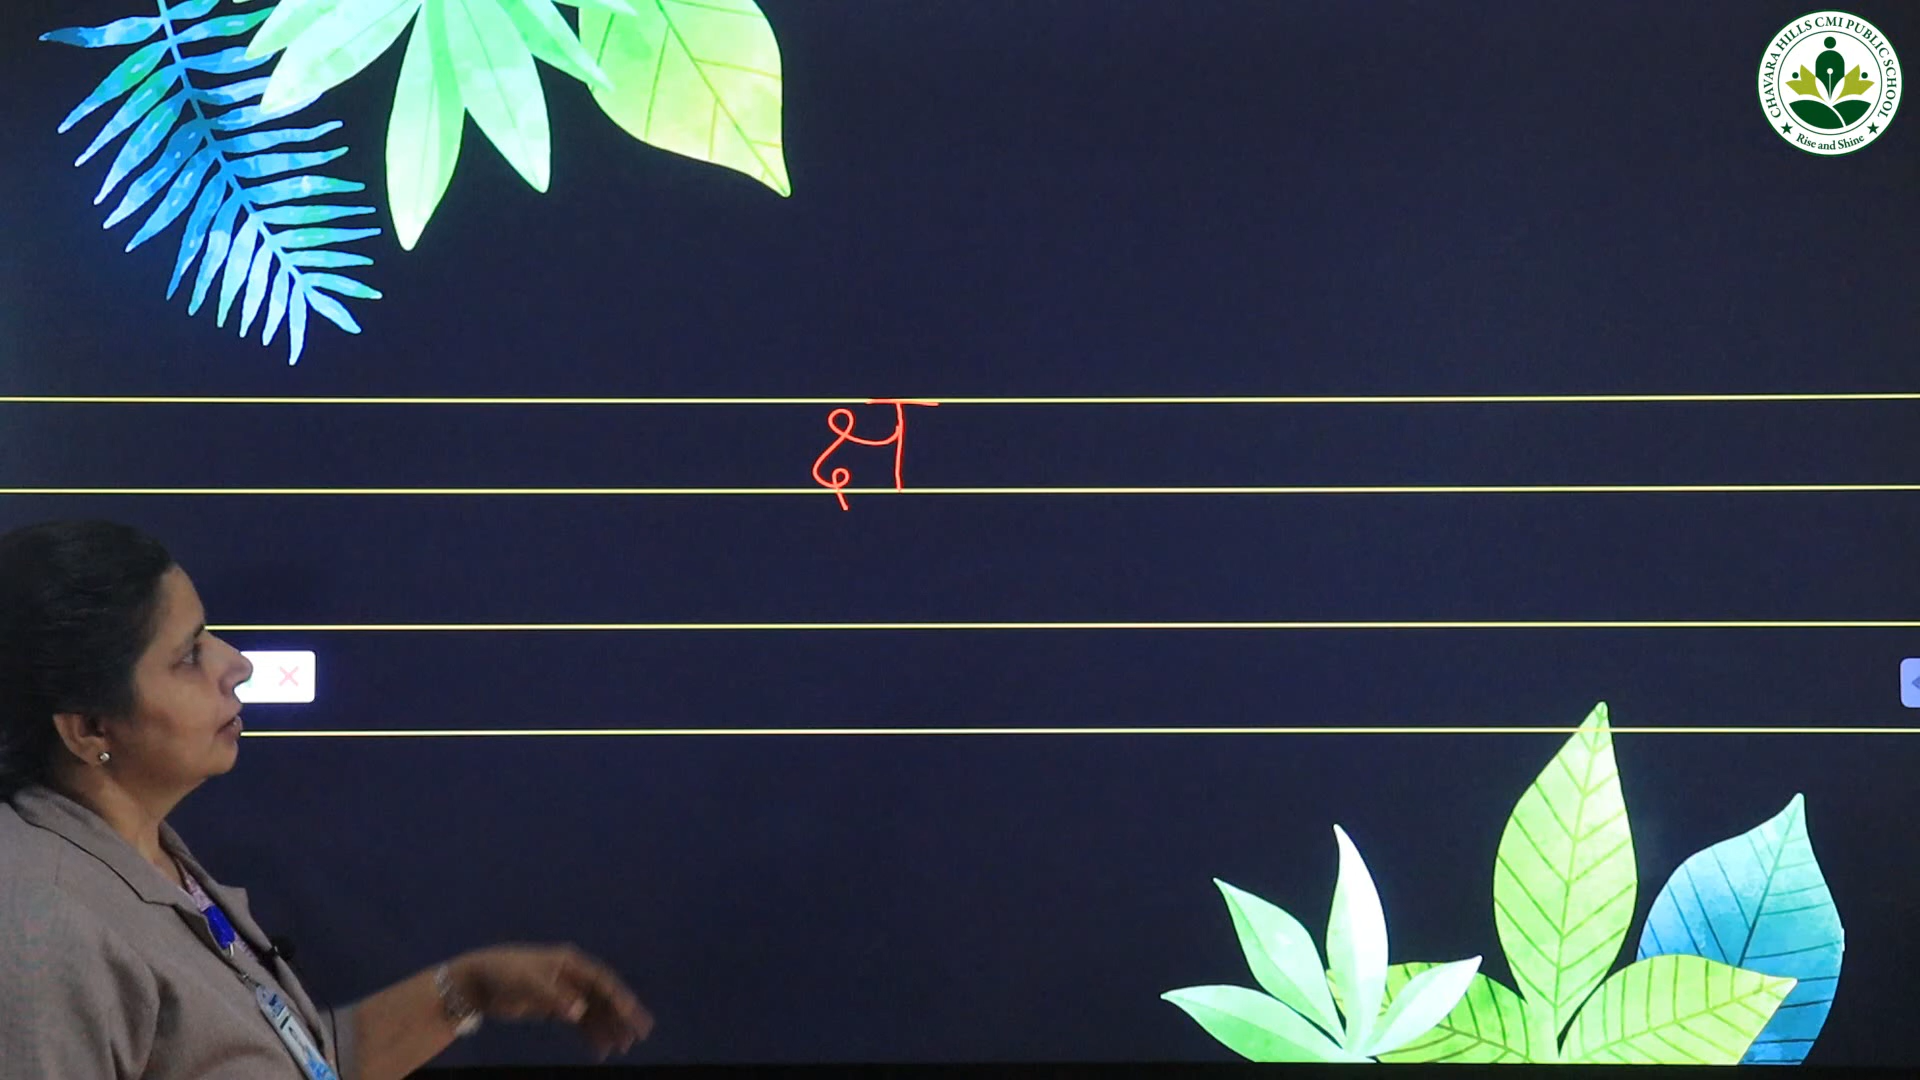 CHAVARA HILLS CMI PUBLIC SCHOOL
Rise and Shine
क्ष